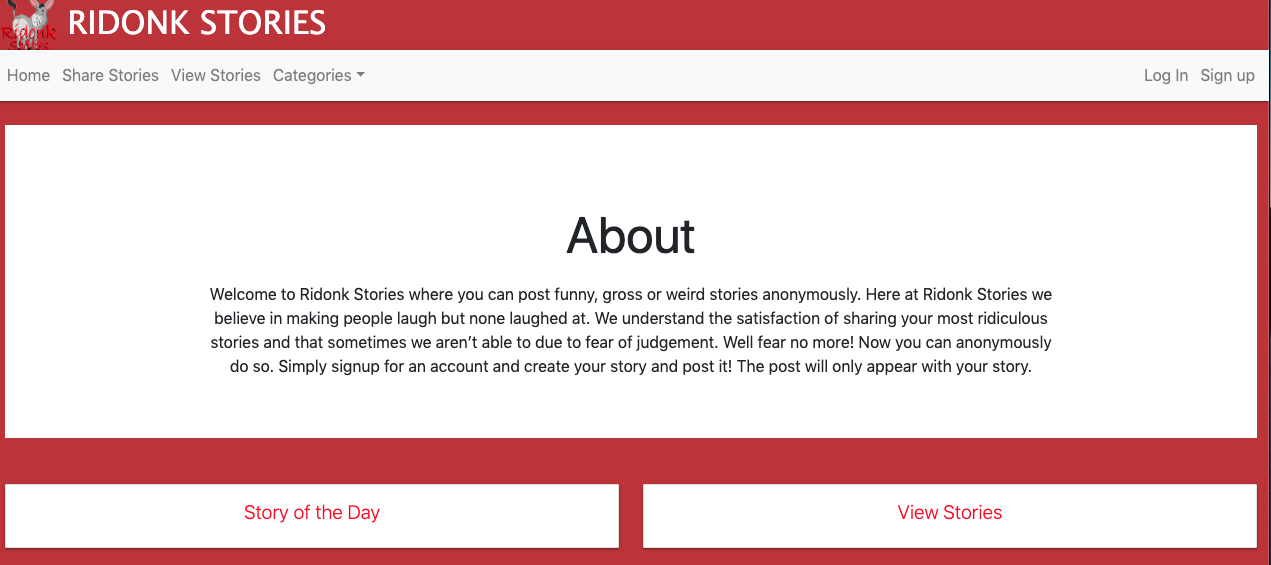 Ridonk
Stories
RIDONK STORIES
Home Share Stories View Stories Categories Log In Sign up
About
Welcome to Ridonk Stories where you can post funny, gross or weird stories anonymously. Here at Ridonk Stories we
believe in making people laugh but none laughed at. We understand the satisfaction of sharing your most ridiculous
stories and that sometimes we aren’t able to due to fear of judgement. Well fear no more! Now you can anonymously
do so. Simply signup for an account and create your story and post it! The post will only appear with your story.
Story of the Day View Stories